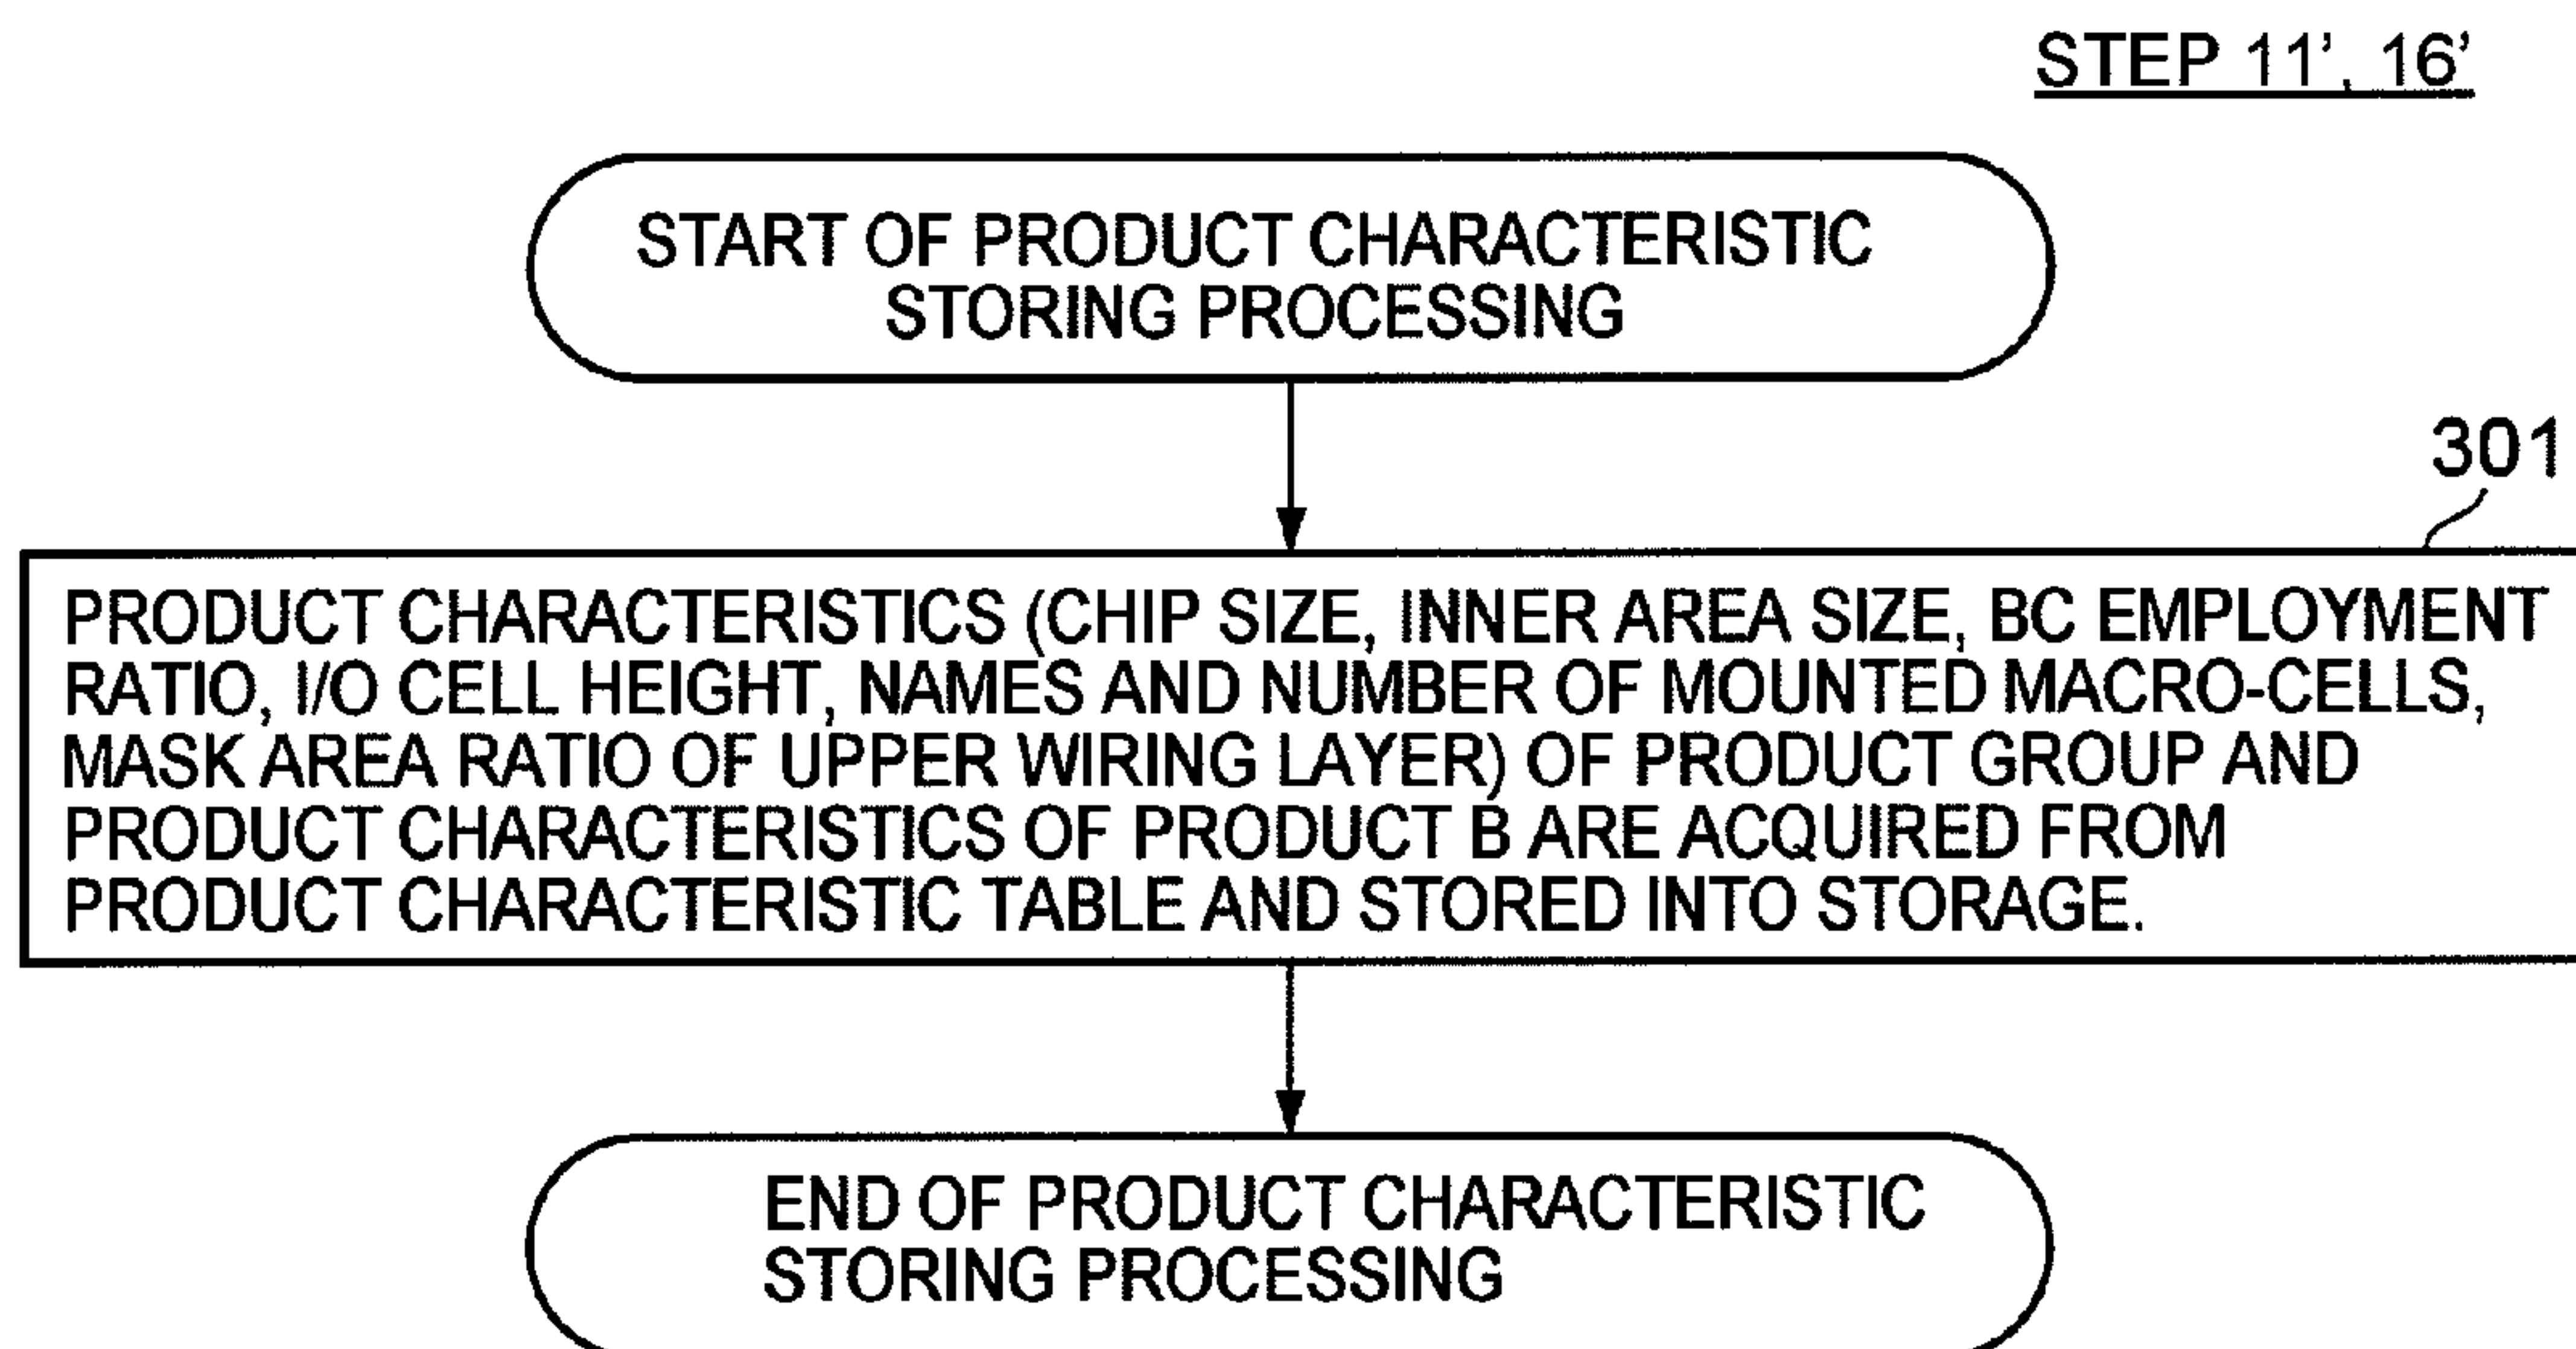 STEP 11', 16'
START OF PRODUCT CHARACTERISTIC
STORING PROCESSING
301
PRODUCT CHARACTERISTICS (CHIP SIZE, INNER AREA SIZE, BC EMPLOYMENT
RATIO, I/O CELL HEIGHT, NAMES AND NUMBER OF MOUNTED MACRO-CELLS,
MASK AREA RATIO OF UPPER WIRING LAYER) OF PRODUCT GROUP AND
PRODUCT CHARACTERISTICS OF PRODUCT B ARE ACQUIRED FROM
PRODUCT CHARACTERISTIC TABLE AND STORED INTO STORAGE.
END OF PRODUCT CHARACTERISTIC
STORING PROCESSING